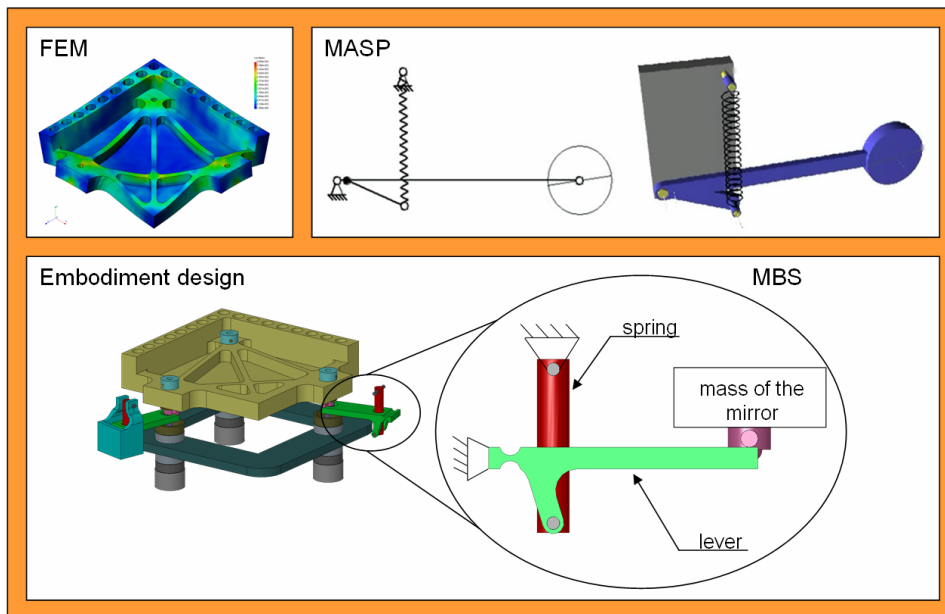 FEM
MASP
Embodiment design
MBS
spring
mass of the
mirror
lever